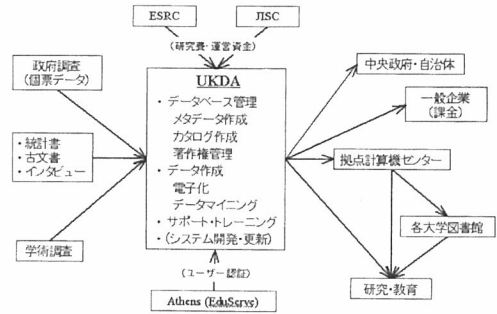 ESRC
JISC
(研究費・運営資金)
政府調査
(個票データ)
・統計書
・古文書
・インタビュー
学術調査
UKDA
・データベース管理
メタデータ作成
カタログ作成
著作権管理
・データ作成
電子化
データマイニング
・サポート・トレーニング
・(システム開発・更新)
(ユーザー認証)
Athens (EduServe)
中央政府・自治体
一般企業
(課金)
拠点計算機センター
各大学図書館
研究・教育